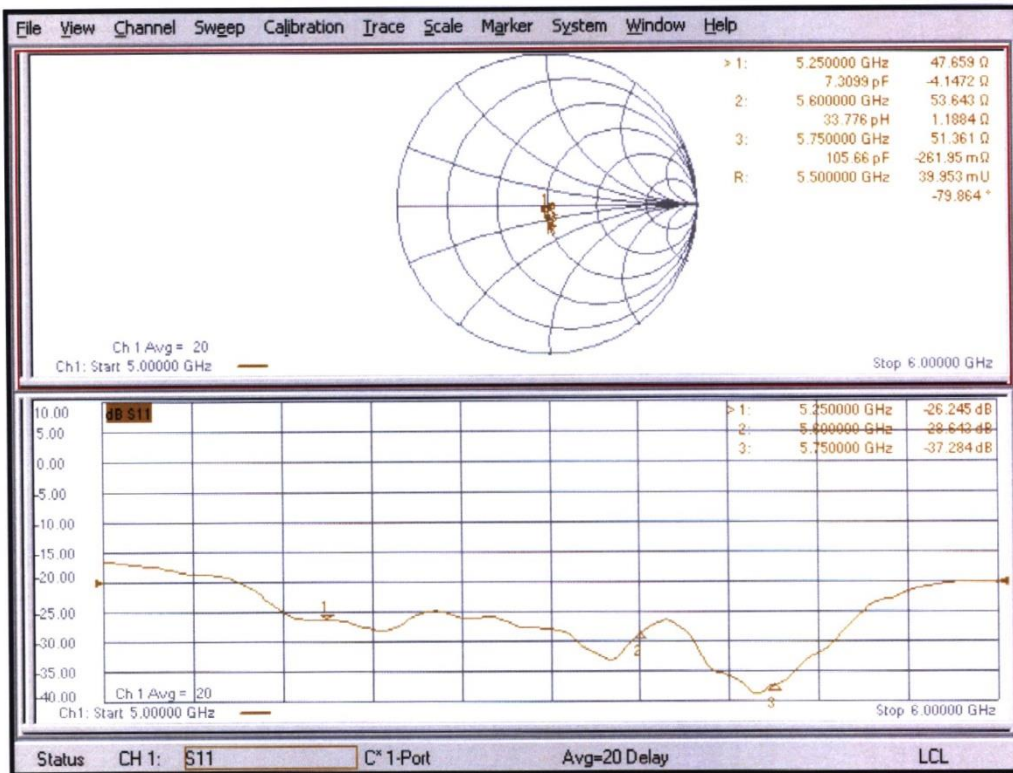 File View Channel Sweep Calibration Trace Scale Marker System Window Help
> 1: 5.250000 GHz 47.659 Ω
7.3099 pF -4.1472 Ω
2: 5.600000 GHz 53.643 Ω
33.776 pH 1.1884 Ω
3: 5.750000 GHz 51.361 Ω
105.66 pF -261.95 mΩ
R: 5.500000 GHz 39.953 mU
-79.864 °
1
Ch 1 Avg = 20
Ch1: Start 5.00000 GHz Stop 6.00000 GHz
10.00 dB S11 > 1: 5.250000 GHz -26.245 dB
5.00 2: 5.600000 GHz -28.643 dB
0.00 3: 5.750000 GHz -37.284 dB
-5.00
-10.00
-15.00
-20.00
-25.00 1
-30.00 2
-35.00
-40.00 3
Ch 1 Avg = 20
Ch1: Start 5.00000 GHz Stop 6.00000 GHz
Status CH 1: S11 C* 1-Port Avg=20 Delay LCL